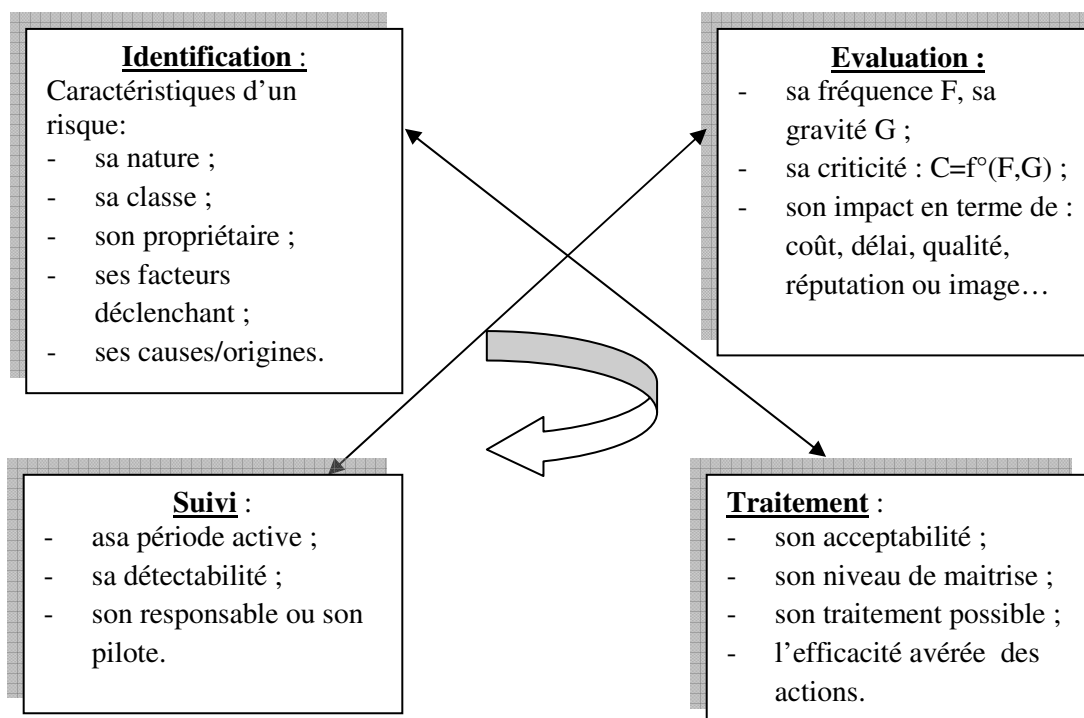 Identification :
Caractéristiques d'un
risque:
- sa nature ;
- sa classe ;
- son propriétaire ;
- ses facteurs
déclenchant ;
- ses causes/origines.
Evaluation :
- sa fréquence F, sa
gravité G ;
- sa criticité : C=f°(F,G) ;
- son impact en terme de :
coût, délai, qualité,
réputation ou image…
Suivi :
- asa période active ;
- sa détectabilité ;
- son responsable ou son
pilote.
Traitement :
- son acceptabilité ;
- son niveau de maitrise ;
- son traitement possible ;
- l'efficacité avérée des
actions.